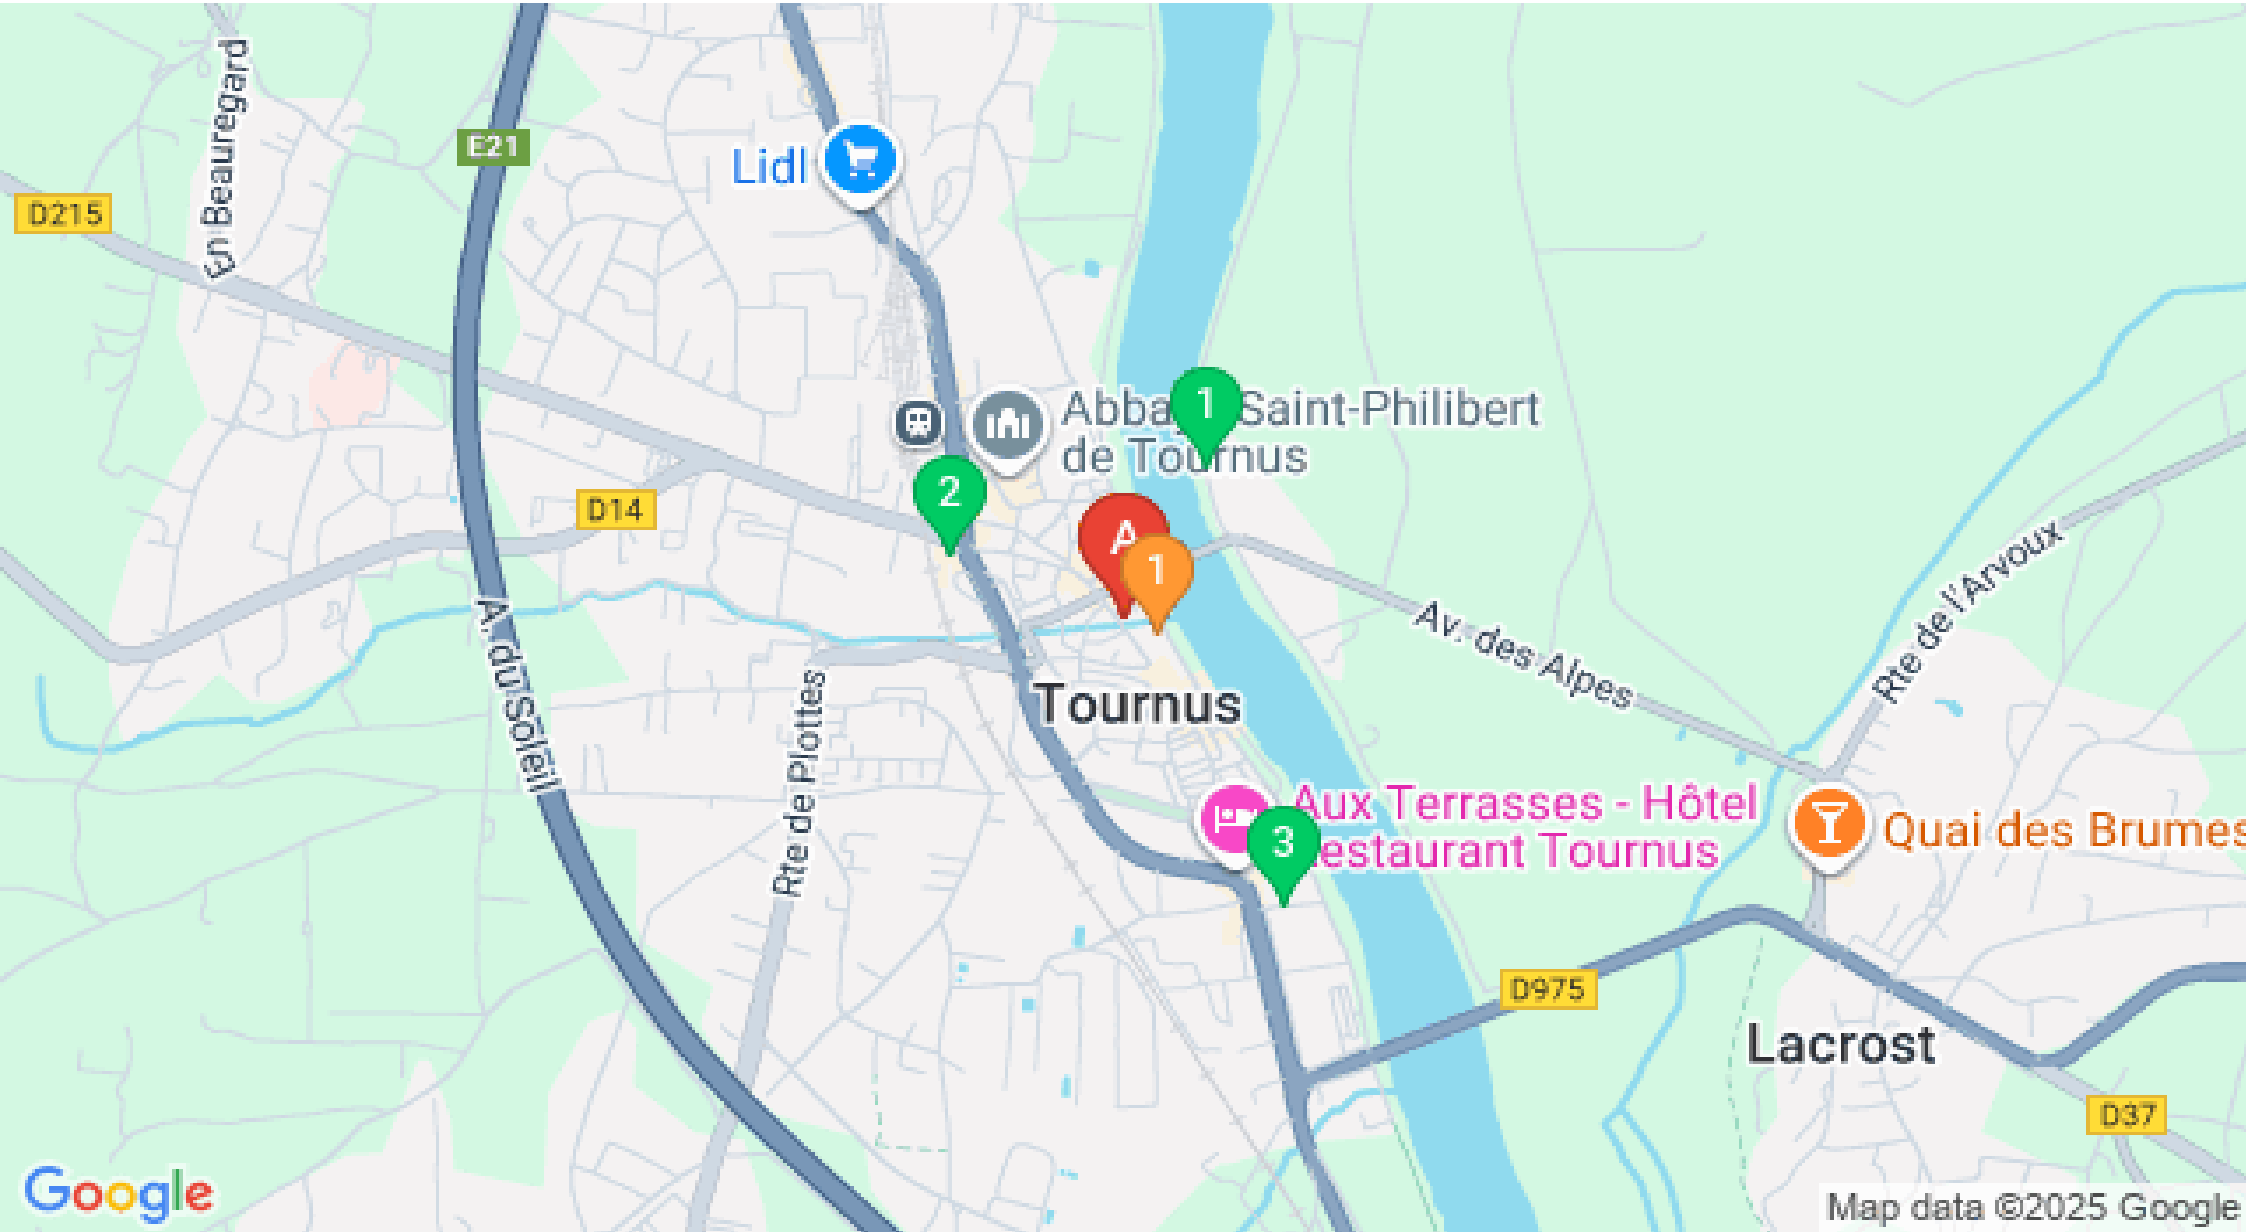 En Beauregard
E21
Lidl
D215
1
Abba Saint-Philibert
de Tournus
2
D14
A
1
Av. des Alpes
Rte de l'Arvoux
A. du Soleil
Rte de Plottes
Tournus
Aux Terrasses - Hôtel
estaurant Tournus
3
Quai des Brumes
D975
Lacrost
D37
Google
Map data ©2025 Google